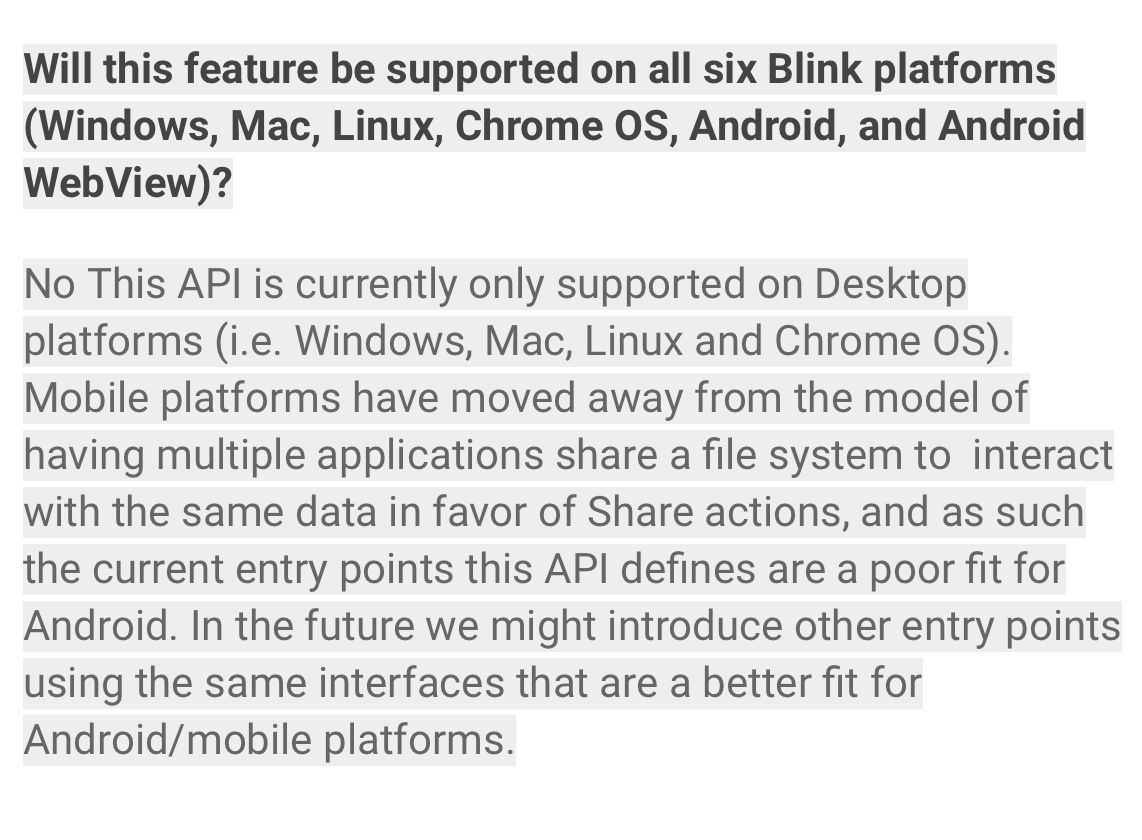 Will this feature be supported on all six Blink platforms
(Windows, Mac, Linux, Chrome OS, Android, and Android
WebView)?
No This API is currently only supported on Desktop
platforms (i.e. Windows, Mac, Linux and Chrome OS).
Mobile platforms have moved away from the model of
having multiple applications share a file system to  interact
with the same data in favor of Share actions, and as such
the current entry points this API defines are a poor fit for
Android. In the future we might introduce other entry points
using the same interfaces that are a better fit for
Android/mobile platforms.